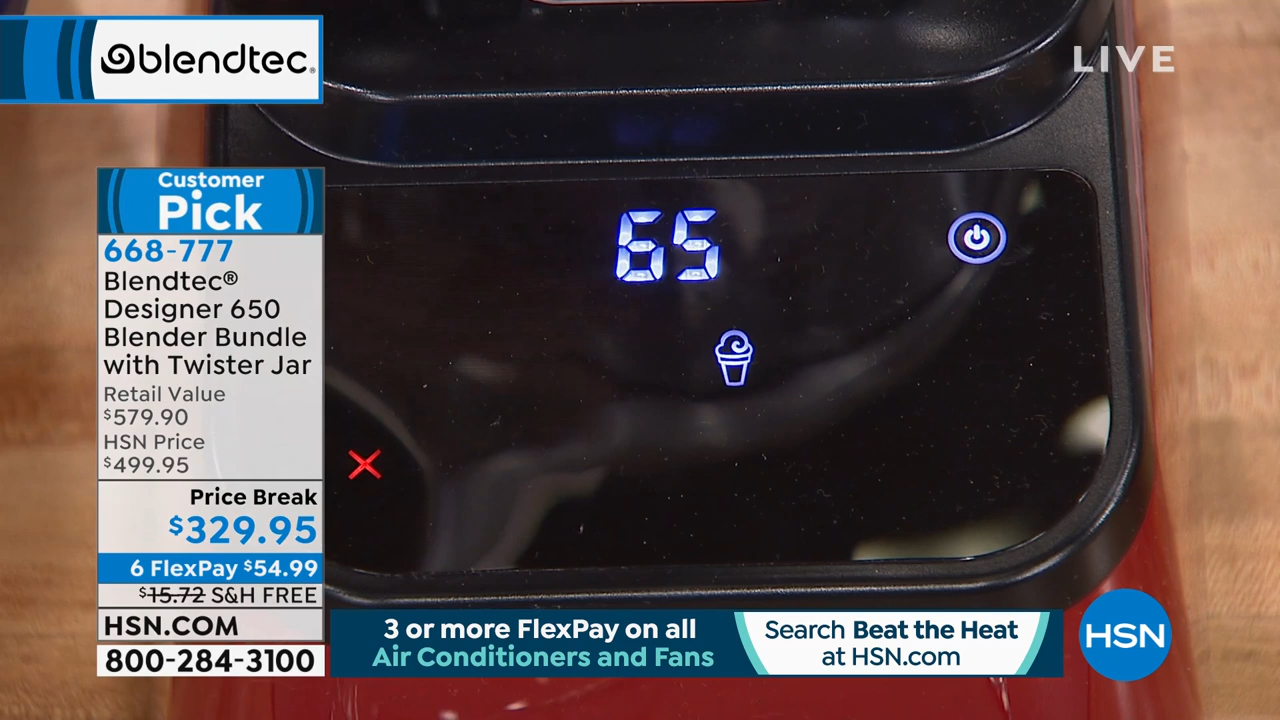 blendtec®
LIVE
Customer
Pick
668-777
Blendtec®
Designer 650
Blender Bundle
with Twister Jar
Retail Value
$579.90
HSN Price
$499.95
Price Break
$329.95
6 FlexPay $54.99
$15.72 S&H FREE
HSN.COM
800-284-3100
65
3 or more FlexPay on all
Air Conditioners and Fans
Search Beat the Heat
at HSN.com
HSN